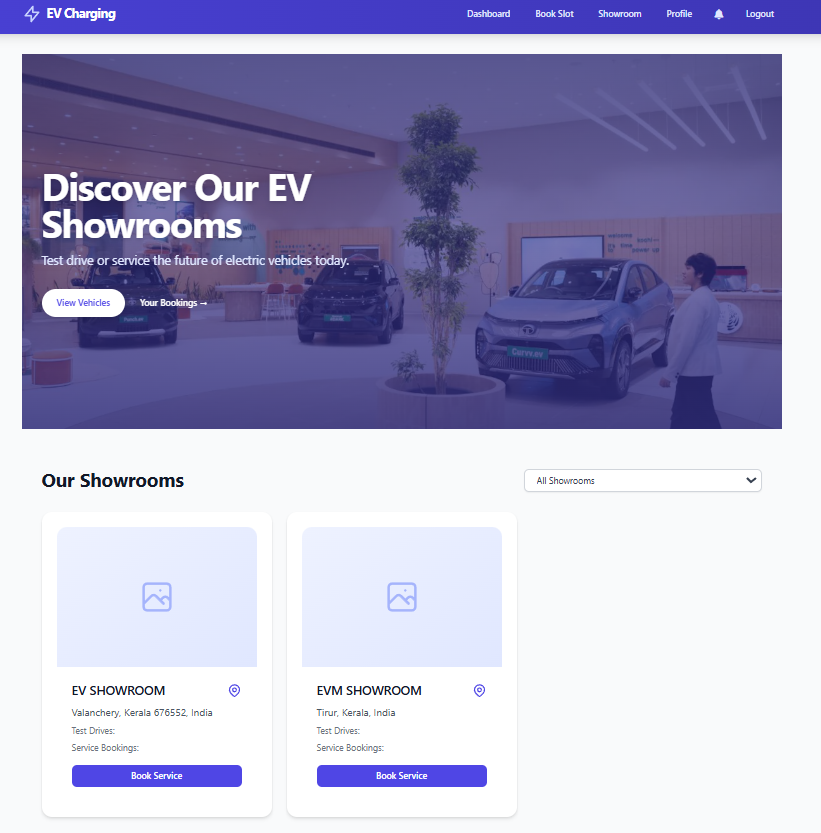 EV Charging
Dashboard
Book Slot
Showroom
Profile
Logout
Discover Our EV
Showrooms
Test drive or service the future of electric vehicles today.
View Vehicles
Your Bookings →
Curvv.ev
Our Showrooms
All Showrooms
EV SHOWROOM
Valanchery, Kerala 676552, India
Test Drives:
Service Bookings:
Book Service
EVM SHOWROOM
Tirur, Kerala, India
Test Drives:
Service Bookings:
Book Service